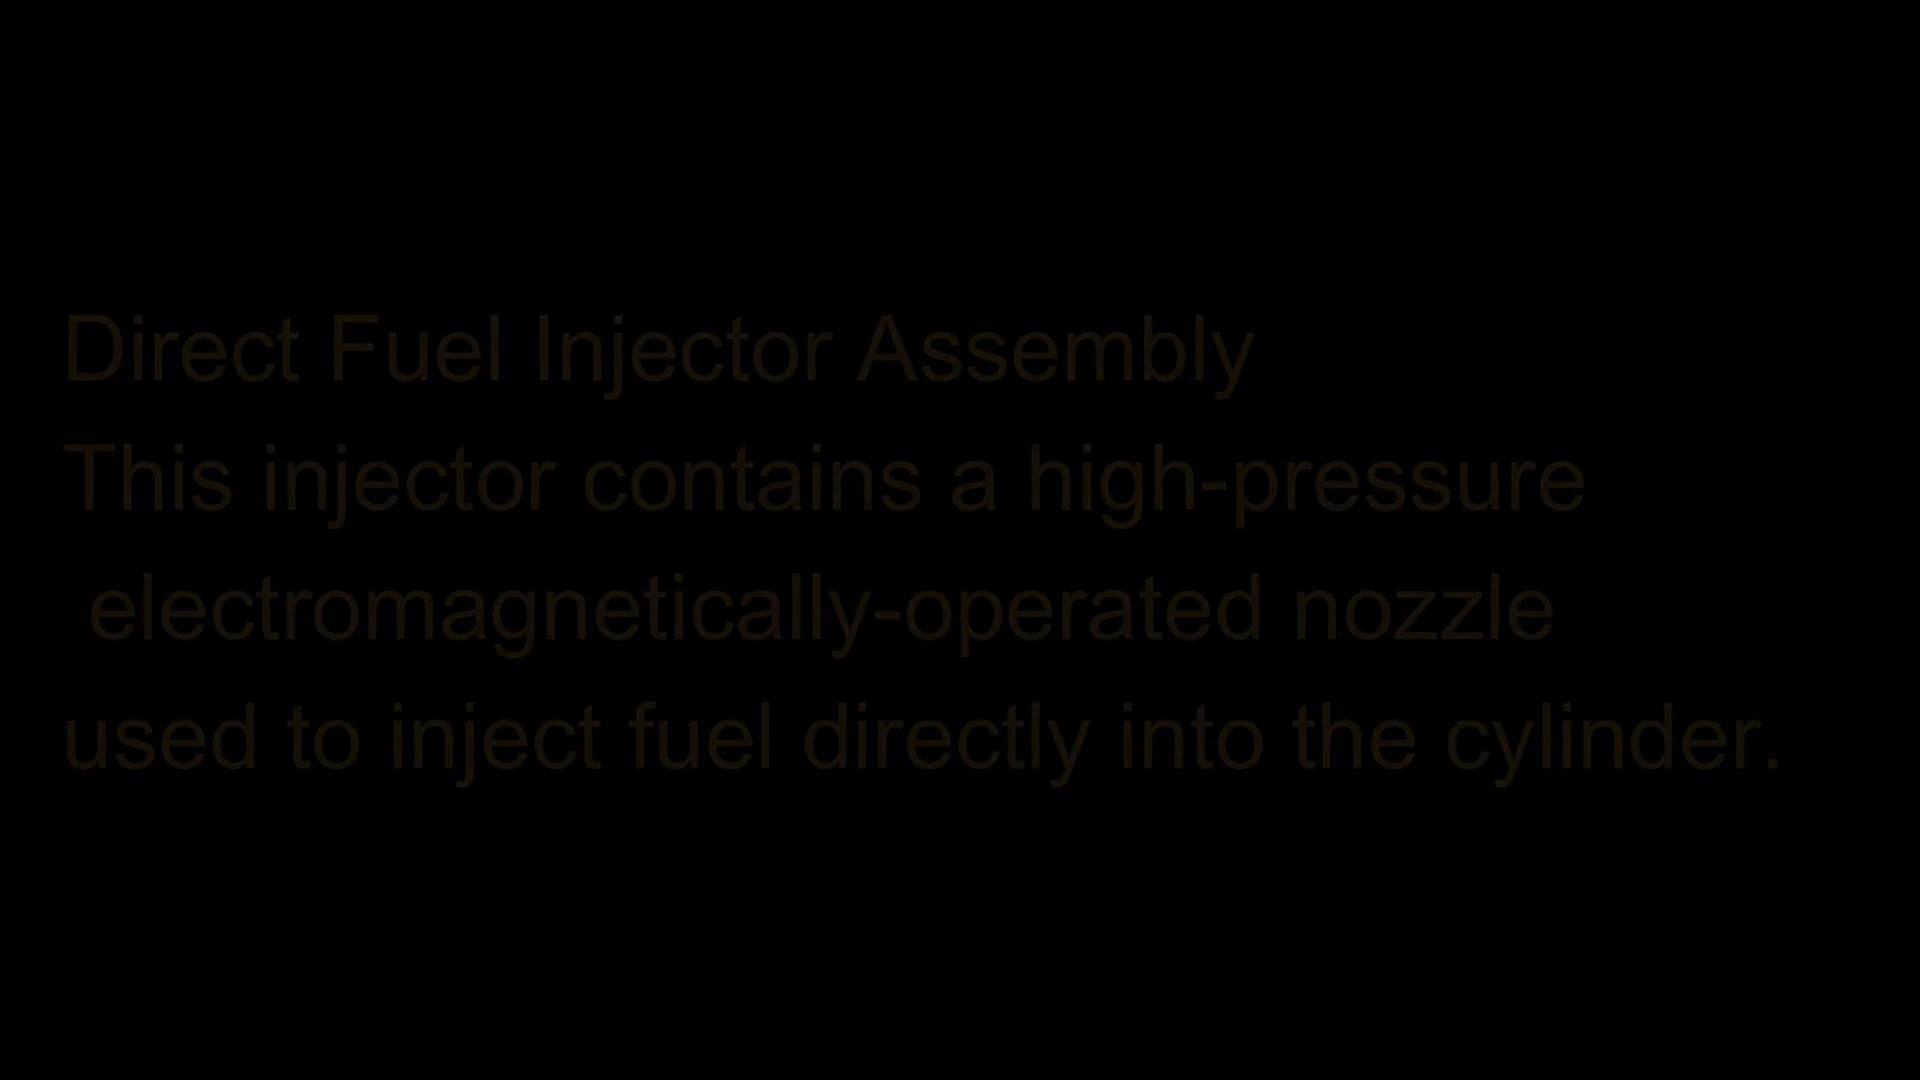 Direct Fuel Injector Assembly
This injector contains a high-pressure
electromagnetically-operated nozzle
used to inject fuel directly into the cylinder.